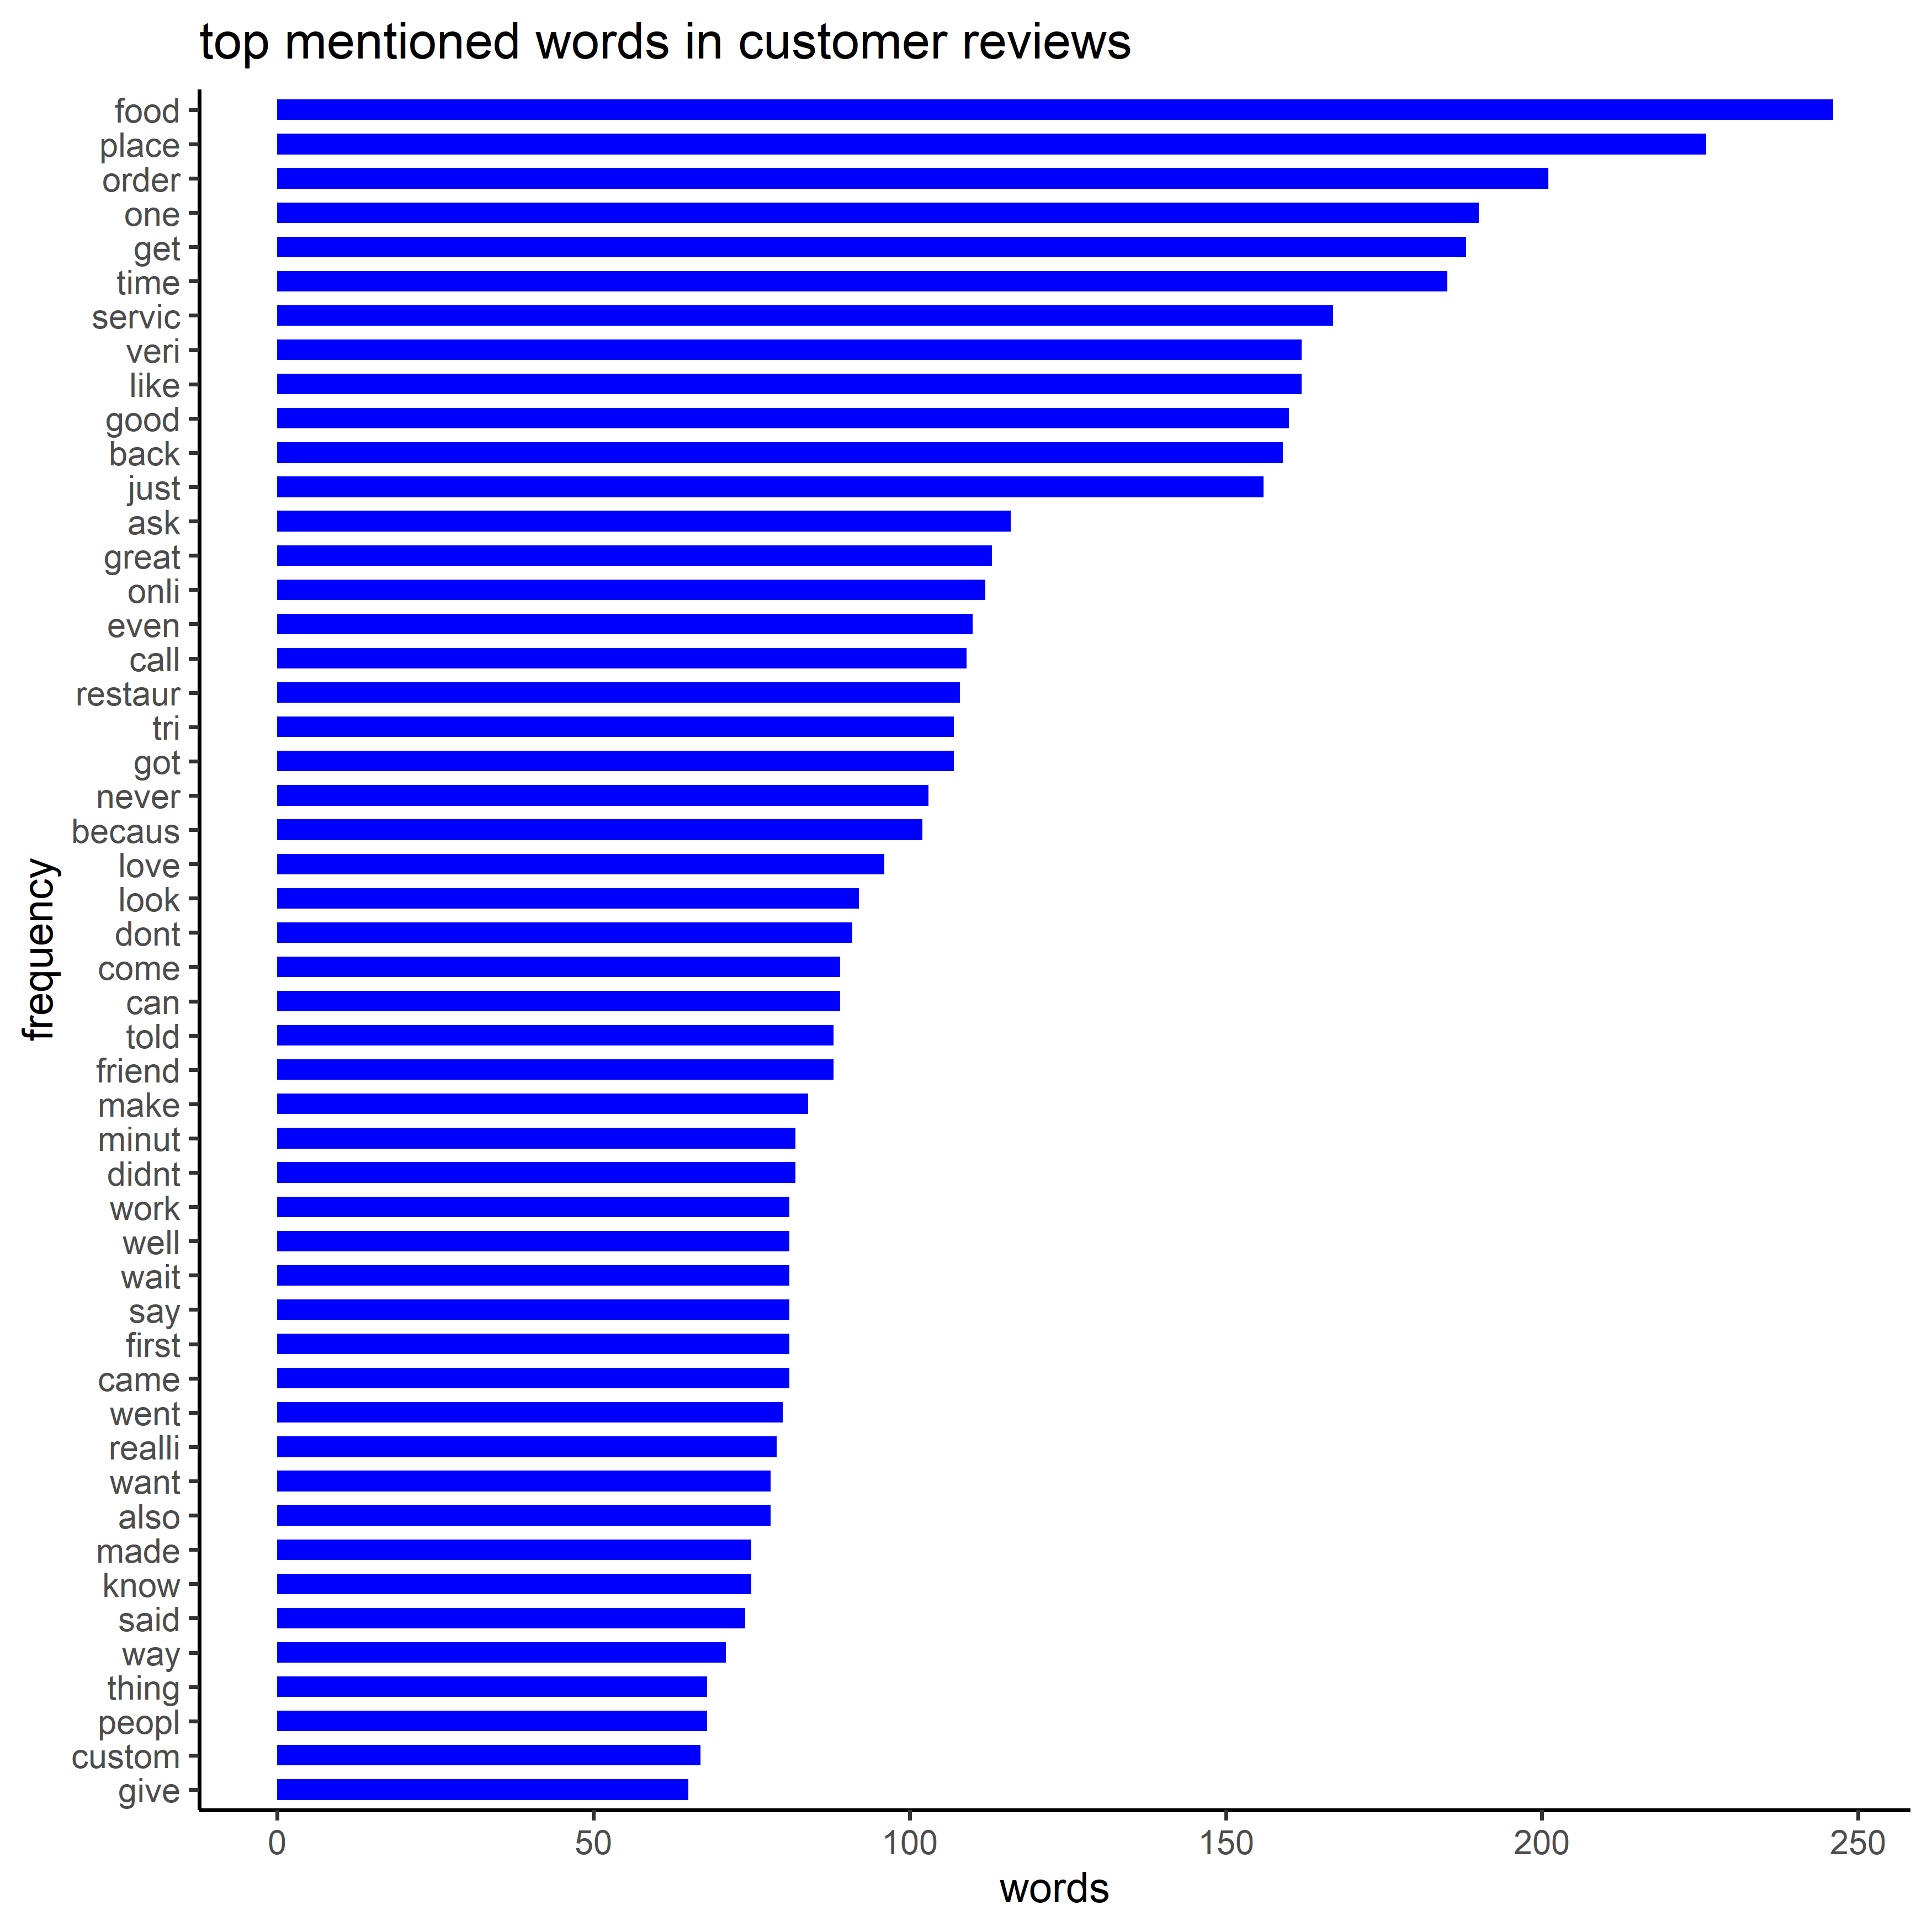 top mentioned words in customer reviews
food
place
order
one
get
time
servic
veri
like
good
back
just
ask
great
onli
even
call
restaur
tri
got
never
becaus
love
look
dont
come
can
told
friend
make
minut
didnt
work
well
wait
say
first
came
went
realli
want
also
made
know
said
way
thing
peopl
custom
give
frequency
0 50 100 150 200 250
words